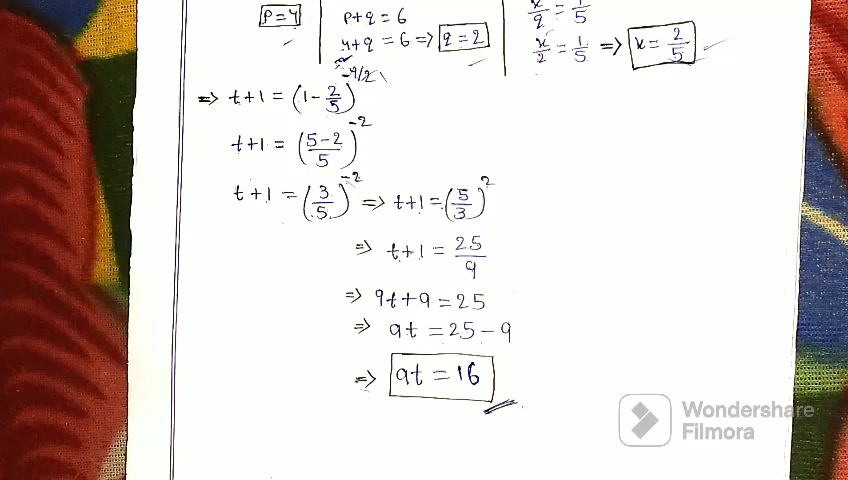 P=4
P+q = 6
4+q = 6 => q = 2
x/q = 1/5
x/2 = 1/5 => x = 2/5
=> t+1 = (1-2/5)^-4/2
t+1 = (5-2/5)^-2
t+1 = (3/5)^-2 => t+1 = (5/3)^2
=> t+1 = 25/9
=> 9t+9 = 25
=> 9t = 25-9
=> 9t = 16
Wondershare
Filmora